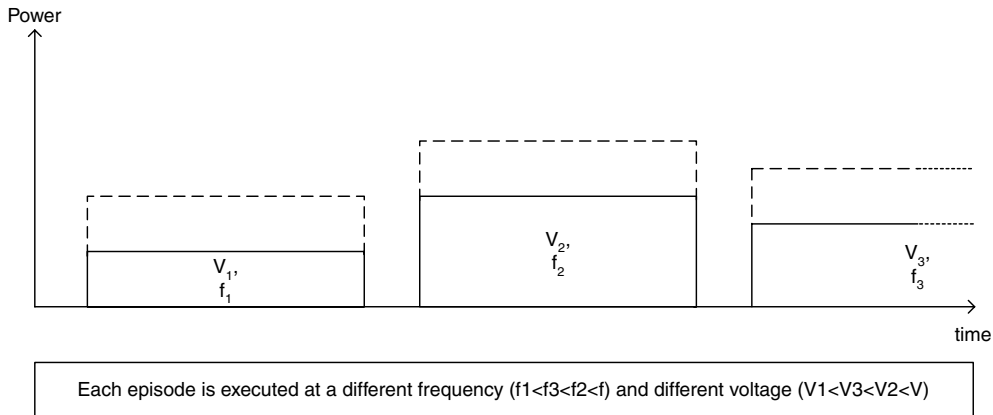 Power
V₁,
f₁
V₂,
f₂
V₃,
f₃
time
Each episode is executed at a different frequency (f1<f3<f2<f) and different voltage (V1<V3<V2<V)